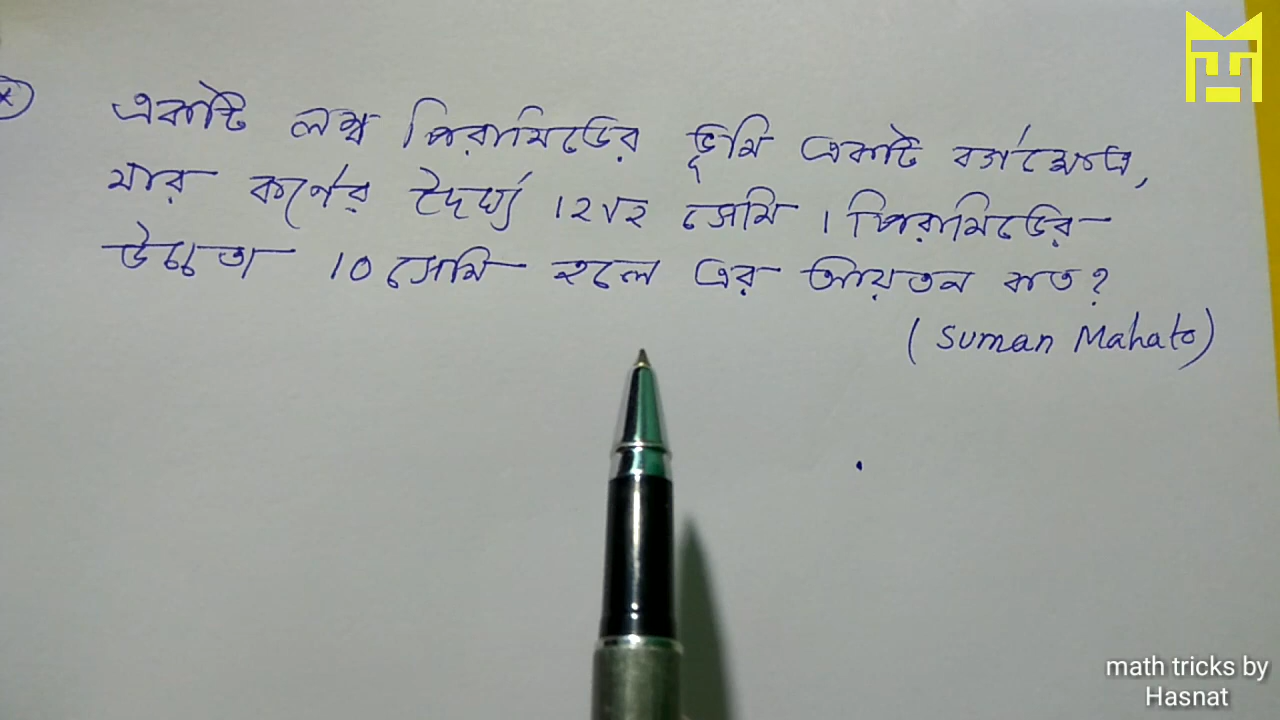 একটি লম্ব পিরামিডের ভূমি একটি বর্গক্ষেত্র,
যার কর্ণের দৈর্ঘ্য 12√2 সেমি । পিরামিডের
উচ্চতা 10 সেমি হলে এর আয়তন কত?
(Suman Mahato)
math tricks by
Hasnat